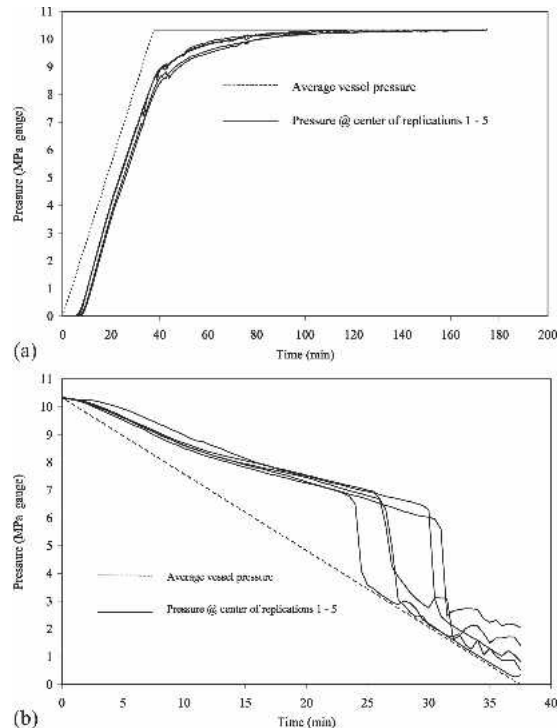 11
10
9
8
7
6
5
4
3
2
1
0
Pressure (MPa gauge)
Average vessel pressure
Pressure @ center of replications 1 - 5
0 20 40 60 80 100 120 140 160 180 200
Time (min)
(a)
11
10
9
8
7
6
5
4
3
2
1
0
Pressure (MPa gauge)
Average vessel pressure
Pressure @ center of replications 1 - 5
0 5 10 15 20 25 30 35 40
Time (min)
(b)